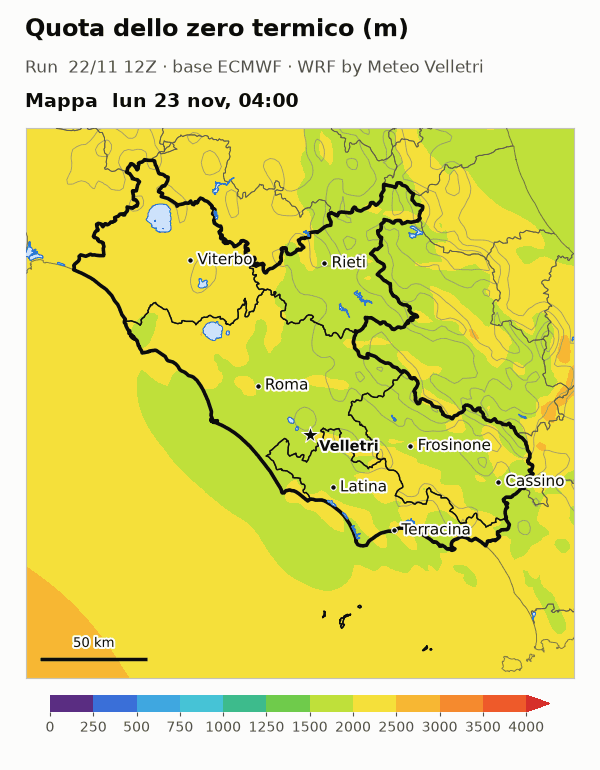 Quota dello zero termico (m)
Run 22/11 12Z · base ECMWF · WRF by Meteo Velletri
Mappa lun 23 nov, 04:00
Viterbo
Rieti
Roma
Velletri
Frosinone
Latina
Cassino
Terracina
50 km
0 250 500 750 1000 1250 1500 2000 2500 3000 3500 4000